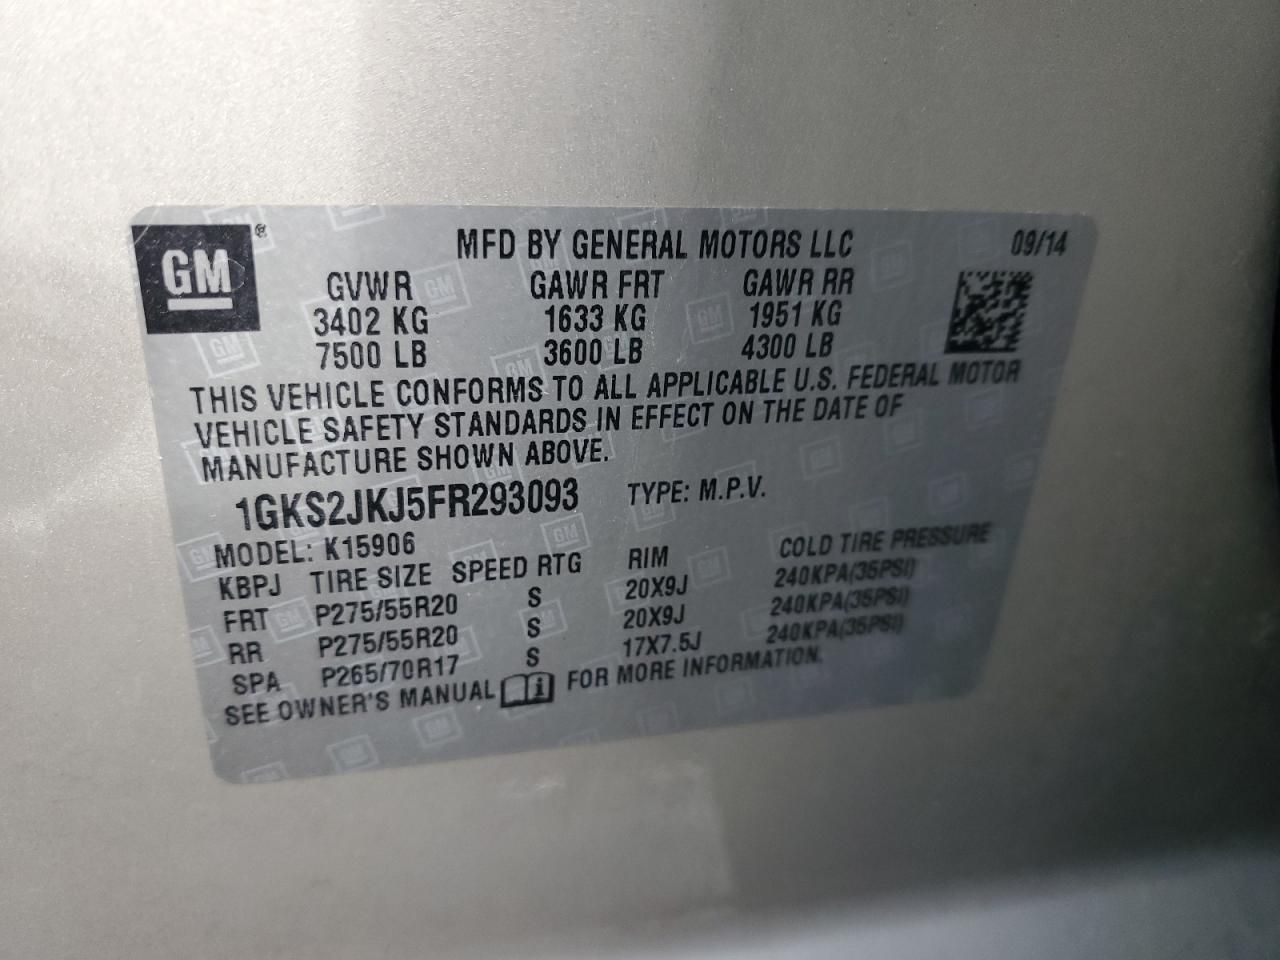 GM®
MFD BY GENERAL MOTORS LLC 09/14
GVWR GAWR FRT GAWR RR
3402 KG 1633 KG 1951 KG
7500 LB 3600 LB 4300 LB
THIS VEHICLE CONFORMS TO ALL APPLICABLE U.S. FEDERAL MOTOR
VEHICLE SAFETY STANDARDS IN EFFECT ON THE DATE OF
MANUFACTURE SHOWN ABOVE.
1GKS2JKJ5FR293093 TYPE: M.P.V.
MODEL: K15906
KBPJ TIRE SIZE SPEED RTG RIM COLD TIRE PRESSURE
FRT P275/55R20 S 20X9J 240KPA(35PSI)
RR P275/55R20 S 20X9J 240KPA(35PSI)
SPA P265/70R17 S 17X7.5J 240KPA(35PSI)
SEE OWNER'S MANUAL FOR MORE INFORMATION.